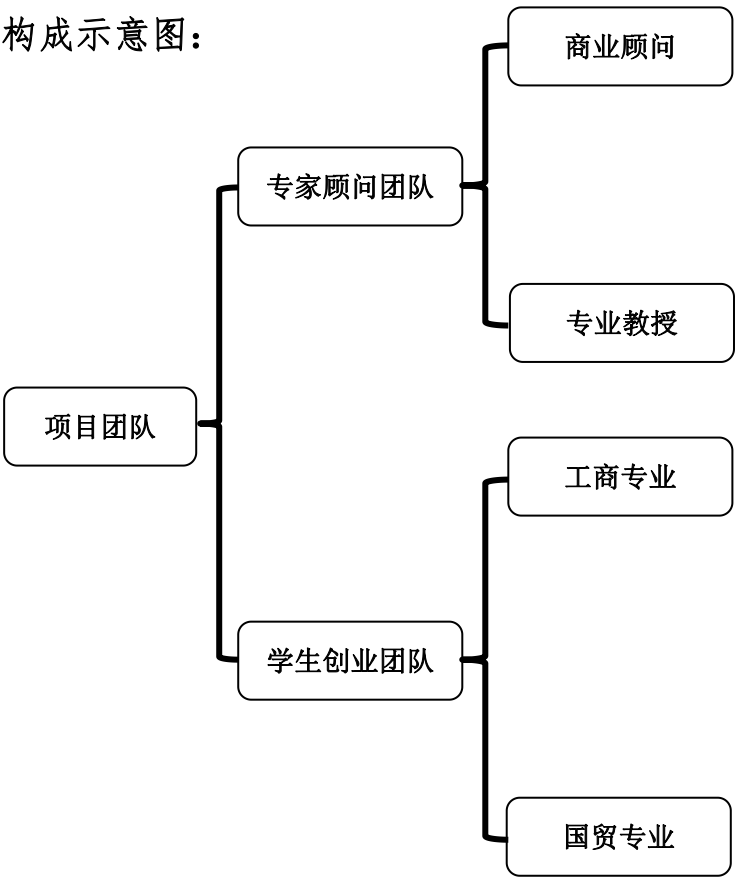 构成示意图：
商业顾问
专家顾问团队
专业教授
项目团队
工商专业
学生创业团队
国贸专业